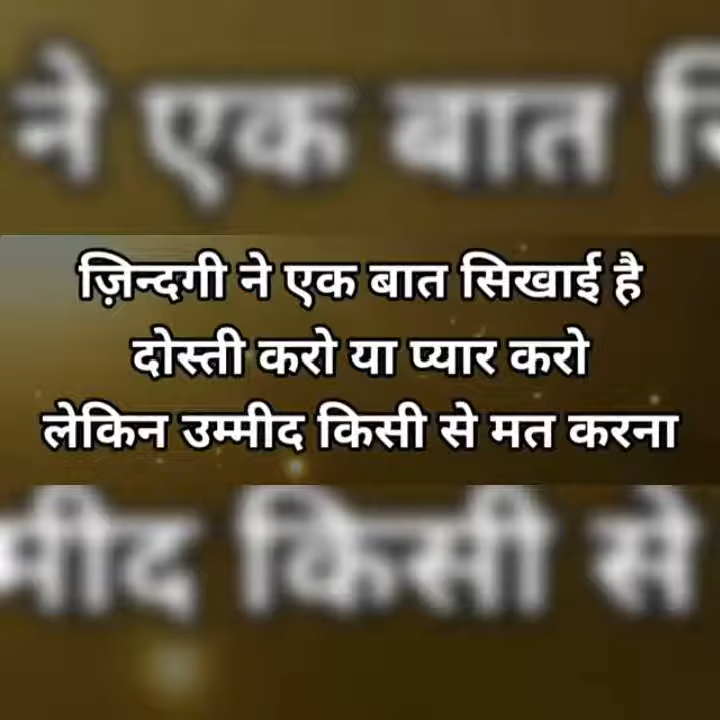 ज़िन्दगी ने एक बात सिखाई है
दोस्ती करो या प्यार करो
लेकिन उम्मीद किसी से मत करना